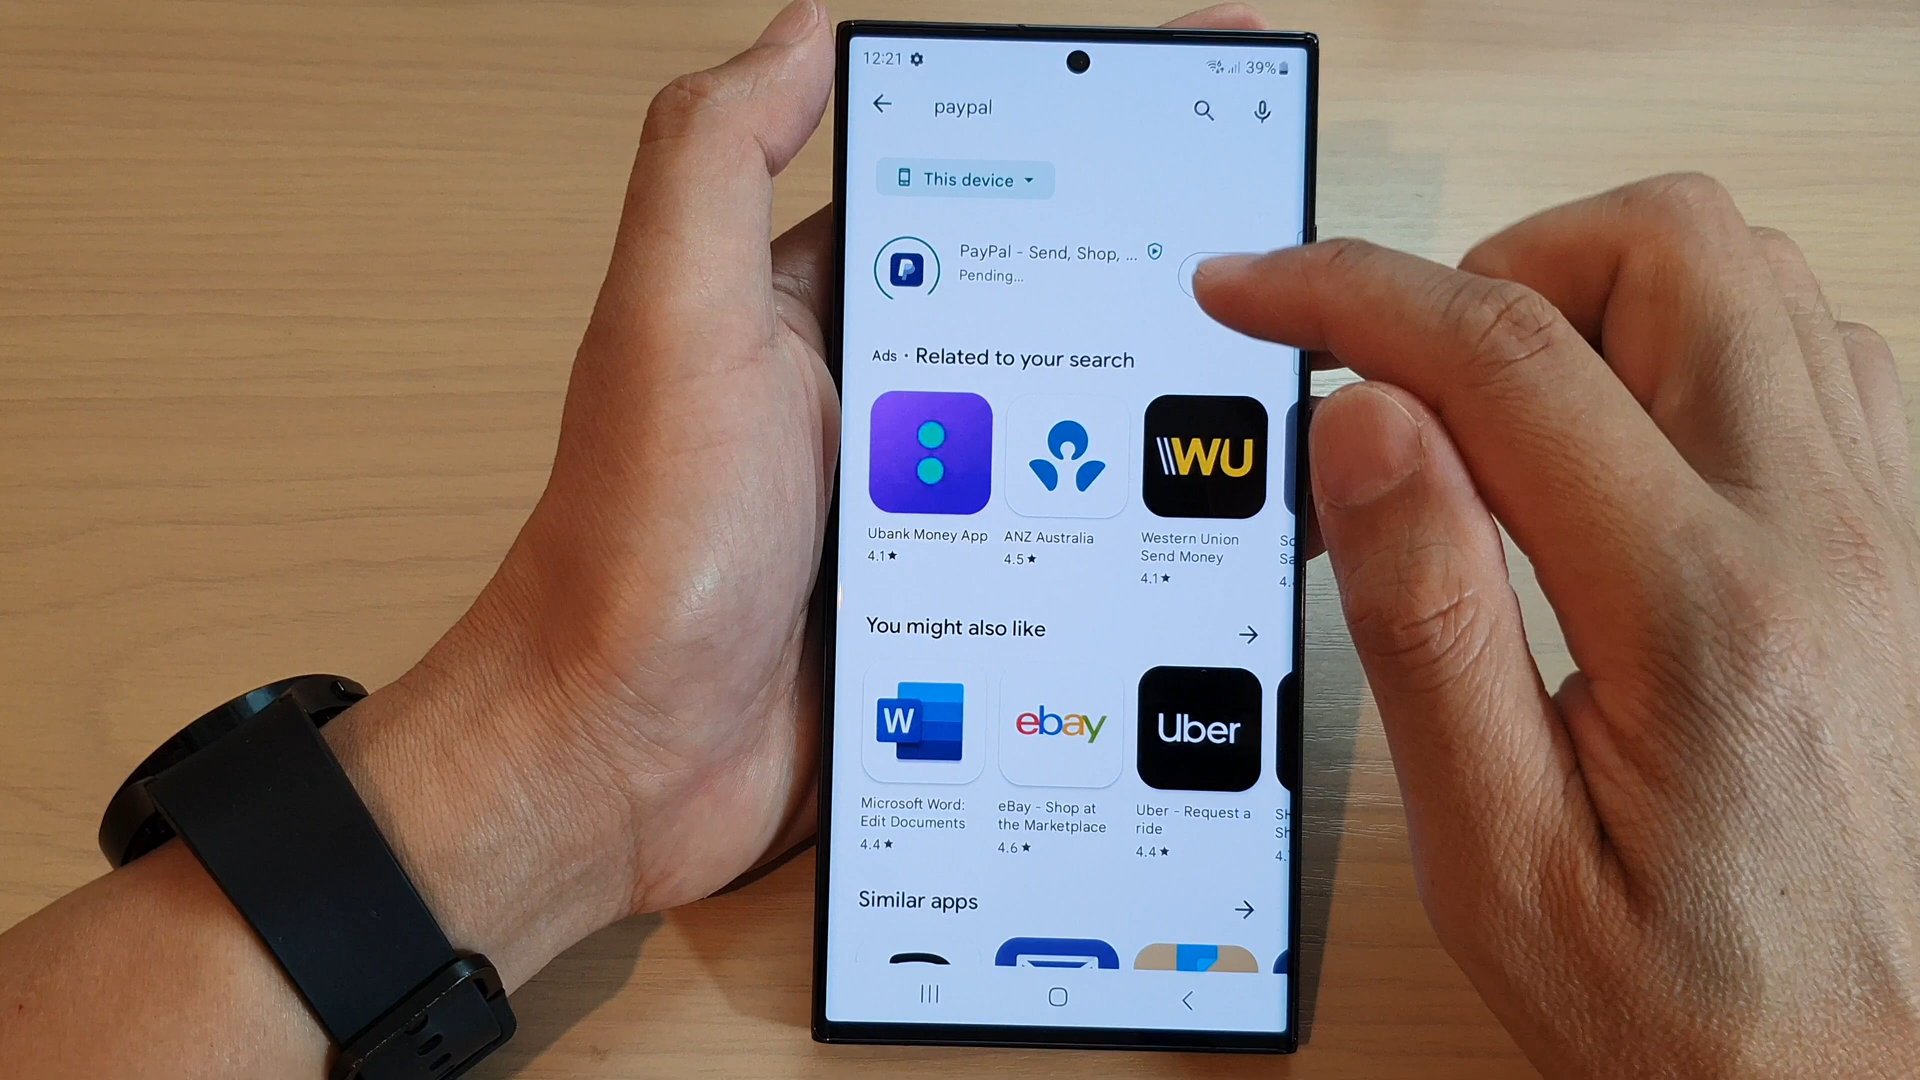 12:21
39%
paypal
This device
PayPal - Send, Shop, ...
Pending...
Ads · Related to your search
WU
Ubank Money App
4.1★
ANZ Australia
4.5★
Western Union
Send Money
4.1★
You might also like
W
ebay
Uber
Microsoft Word:
Edit Documents
4.4★
eBay - Shop at
the Marketplace
4.6★
Uber - Request a
ride
4.4★
Similar apps